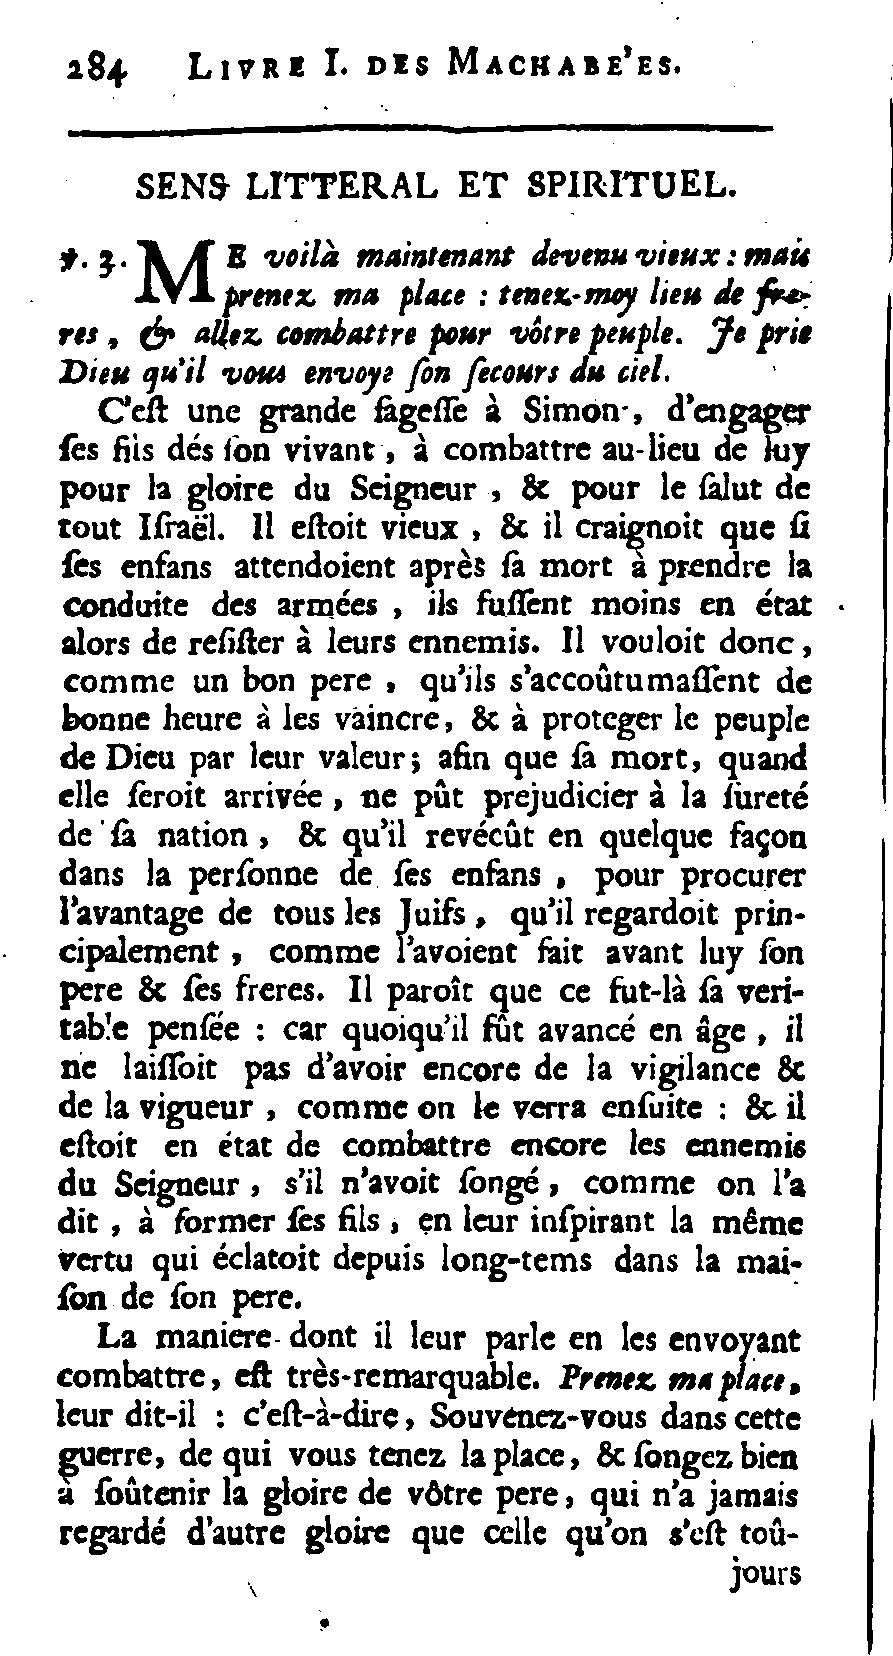 284 LIVRE I. DES MACHABE'ES.
SENS LITTERAL ET SPIRITUEL.
℣. 3. ME voilà maintenant devenu vieux : mais
prenez ma place : tenez-moy lieu de fre-
res, & allez combattre pour vôtre peuple. Je prie
Dieu qu'il vous envoye ſon ſecours du ciel.
C'eſt une grande ſageſſe à Simon, d'engager
ſes fils dés ſon vivant, à combattre au-lieu de luy
pour la gloire du Seigneur, & pour le ſalut de
tout Iſraël. Il eſtoit vieux, & il craignoit que ſi
ſes enfans attendoient après ſa mort à prendre la
conduite des armées, ils fuſſent moins en état
alors de reſiſter à leurs ennemis. Il vouloit donc,
comme un bon pere, qu'ils s'accoûtumaſſent de
bonne heure à les vaincre, & à proteger le peuple
de Dieu par leur valeur; afin que ſa mort, quand
elle ſeroit arrivée, ne pût prejudicier à la ſureté
de ſa nation, & qu'il revécût en quelque façon
dans la perſonne de ſes enfans, pour procurer
l'avantage de tous les Juifs, qu'il regardoit prin-
cipalement, comme l'avoient fait avant luy ſon
pere & ſes freres. Il paroît que ce fut-là ſa veri-
table penſée : car quoiqu'il fût avancé en âge, il
ne laiſſoit pas d'avoir encore de la vigilance &
de la vigueur, comme on le verra enſuite : & il
eſtoit en état de combattre encore les ennemis
du Seigneur, s'il n'avoit ſongé, comme on l'a
dit, à former ſes fils, en leur inſpirant la même
vertu qui éclatoit depuis long-tems dans la mai-
ſon de ſon pere.
La maniere dont il leur parle en les envoyant
combattre, eſt très-remarquable. Prenez ma place,
leur dit-il : c'eſt-à-dire, Souvenez-vous dans cette
guerre, de qui vous tenez la place, & ſongez bien
à ſoûtenir la gloire de vôtre pere, qui n'a jamais
regardé d'autre gloire que celle qu'on s'eſt toû-
jours